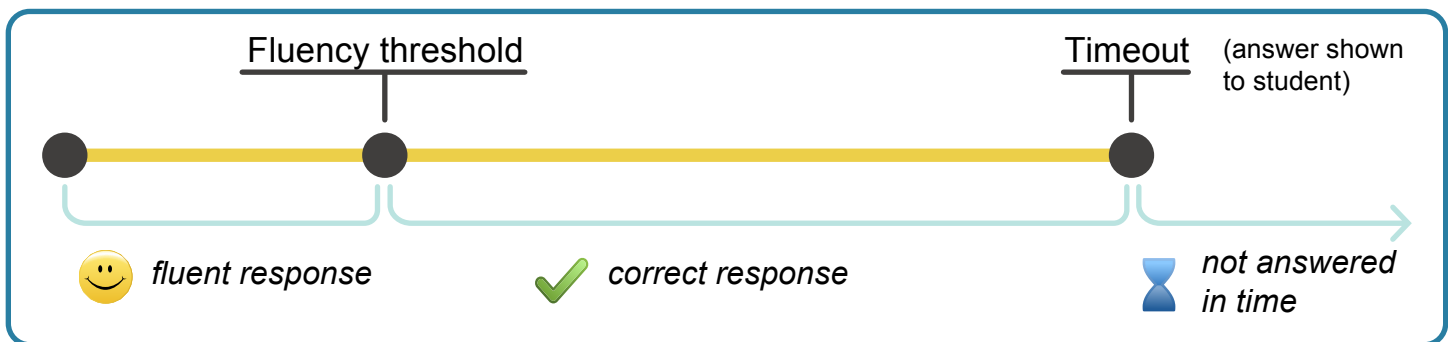 Fluency threshold
Timeout
(answer shown
to student)
fluent response
correct response
not answered
in time